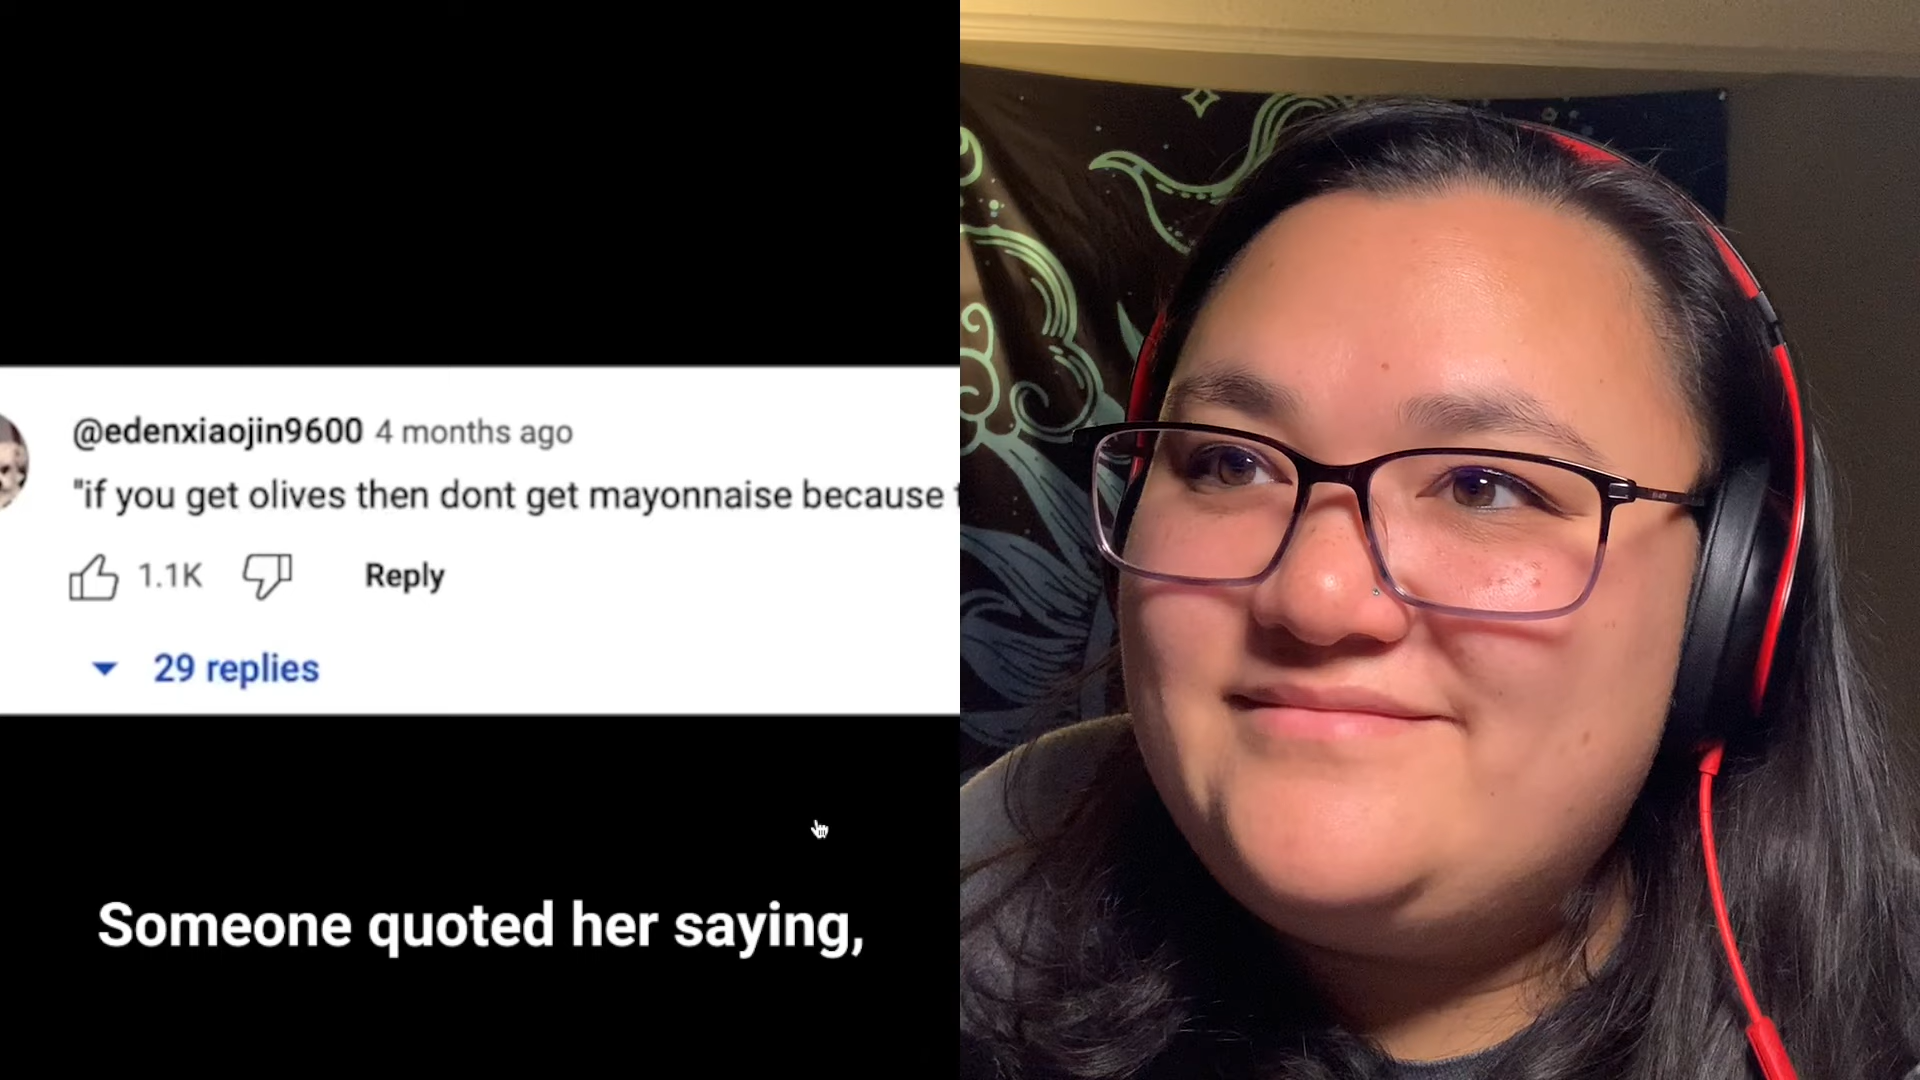 @edenxiaojin9600 4 months ago
"if you get olives then dont get mayonnaise because
1.1K Reply
29 replies
Someone quoted her saying,